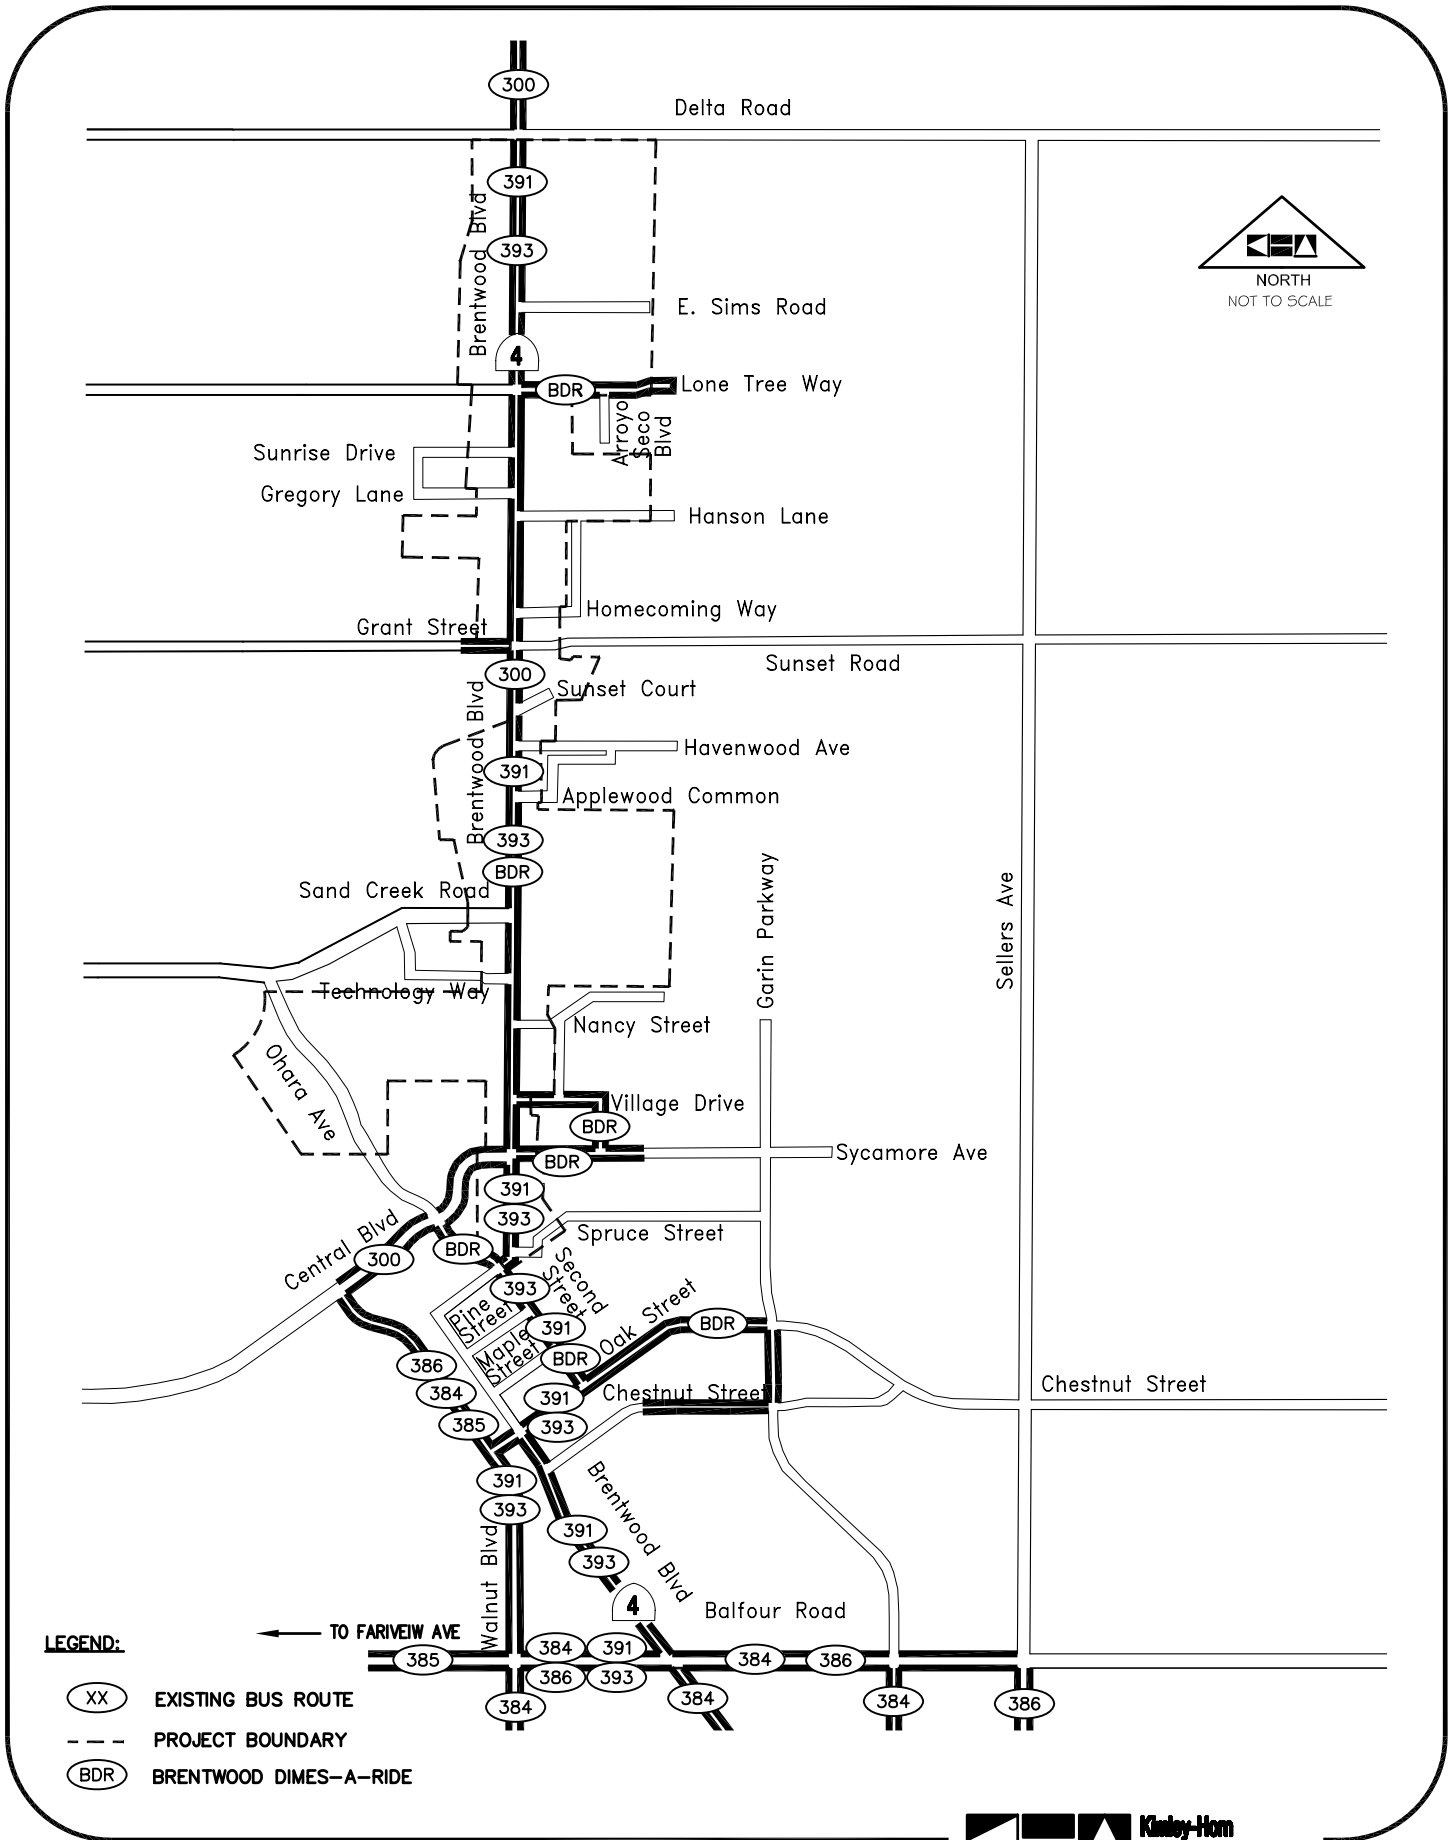 300
Delta Road
391
Brentwood Blvd
393
NORTH
NOT TO SCALE
E. Sims Road
4
BDR
Lone Tree Way
Arroyo
Seco
Blvd
Sunrise Drive
Gregory Lane
Hanson Lane
Homecoming Way
Grant Street
Sunset Road
300
Sunset Court
Brentwood Blvd
Havenwood Ave
391
Applewood Common
393
BDR
Sand Creek Road
Garin Parkway
Sellers Ave
Technology Way
Nancy Street
Ohara Ave
Village Drive
BDR
Sycamore Ave
BDR
391
393
Central Blvd
Spruce Street
BDR
300
Second
Street
393
Pine
Street
391
Oak Street
BDR
Maple
Street
BDR
386
384
391
Chestnut Street
Chestnut Street
385
393
391
393
Brentwood Blvd
391
393
Walnut Blvd
4
Balfour Road
TO FARIVEIW AVE
LEGEND:
385
384
391
384
386
386
393
XX EXISTING BUS ROUTE
384
384
384
386
PROJECT BOUNDARY
BDR BRENTWOOD DIMES-A-RIDE
Kimley-Horn